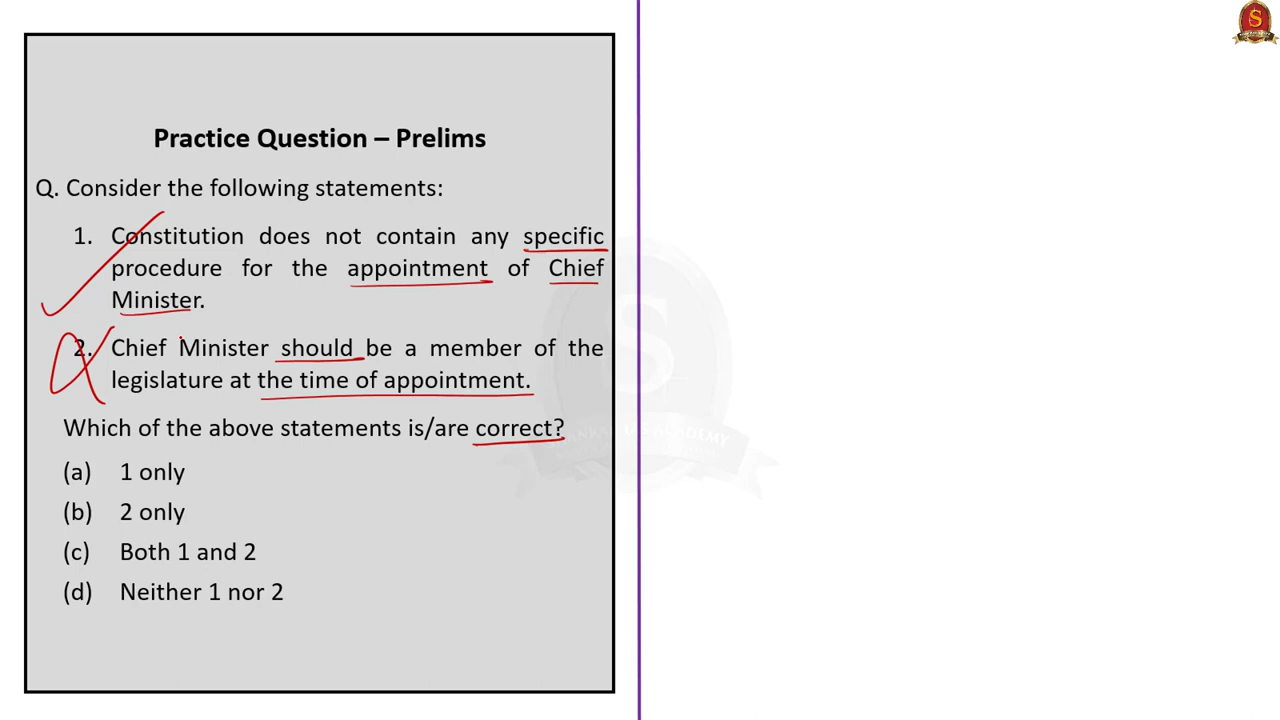 Practice Question – Prelims
Q. Consider the following statements:
1. Constitution does not contain any specific
procedure for the appointment of Chief
Minister.
2. Chief Minister should be a member of the
legislature at the time of appointment.
Which of the above statements is/are correct?
(a) 1 only
(b) 2 only
(c) Both 1 and 2
(d) Neither 1 nor 2